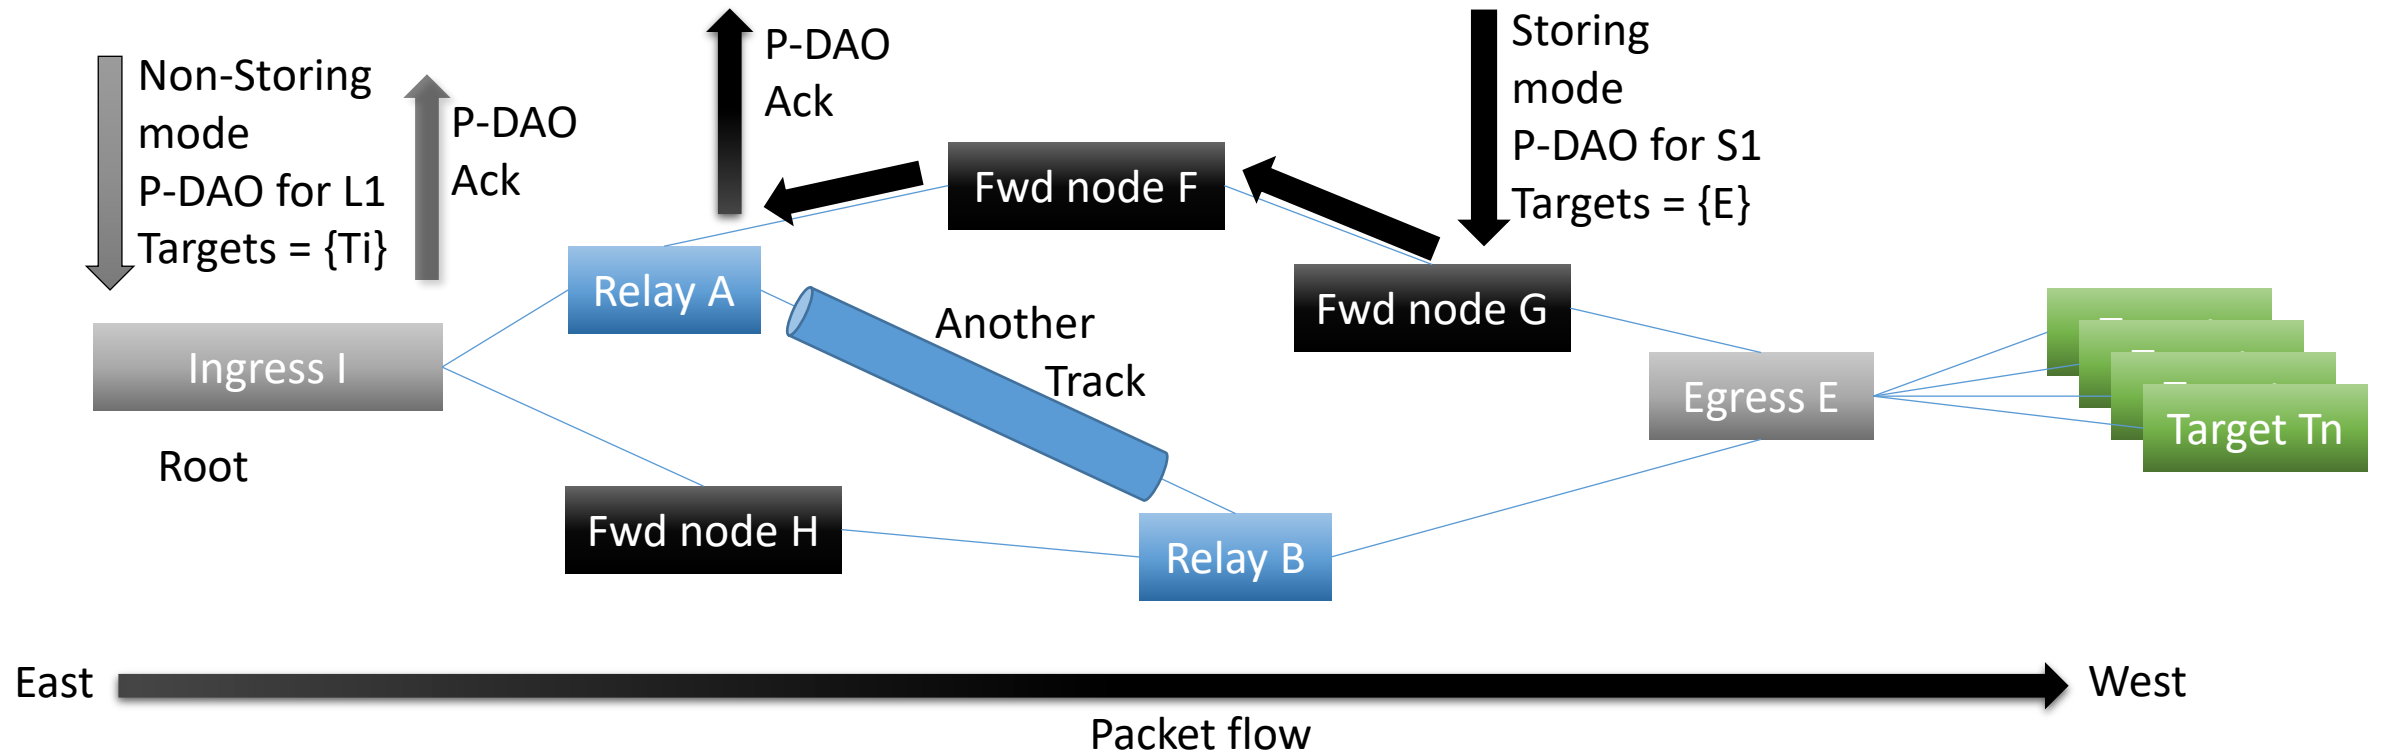 Non-Storing
mode
P-DAO for L1
Targets = {Ti}
P-DAO
Ack
P-DAO
Ack
Storing
mode
P-DAO for S1
Targets = {E}
Fwd node F
Relay A
Fwd node G
Another
Track
Ingress I
Egress E
Target Tn
Root
Fwd node H
Relay B
East
West
Packet flow